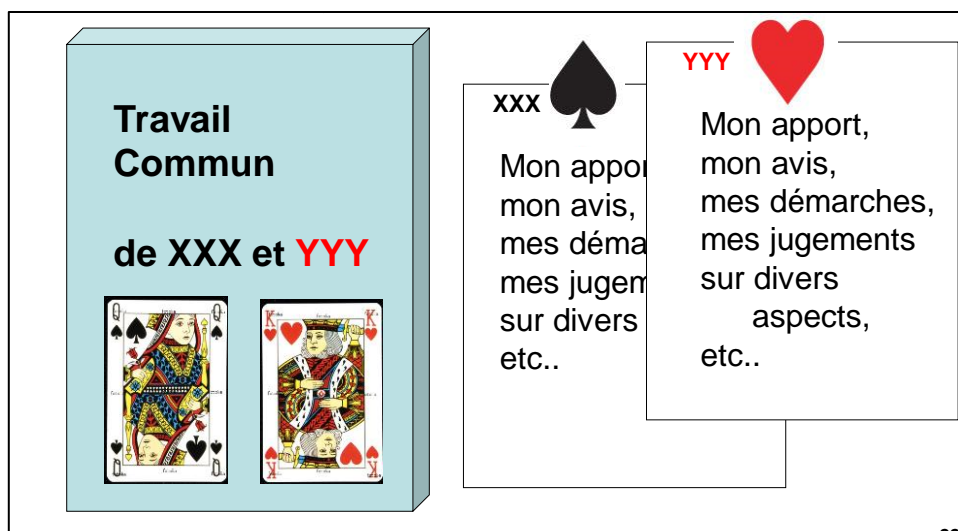 Travail
Commun
de XXX et YYY
Q Q
Q Q
K K
K K
XXX
Mon appor
mon avis,
mes déma
mes jugem
sur divers
etc..
YYY
Mon apport,
mon avis,
mes démarches,
mes jugements
sur divers
aspects,
etc..